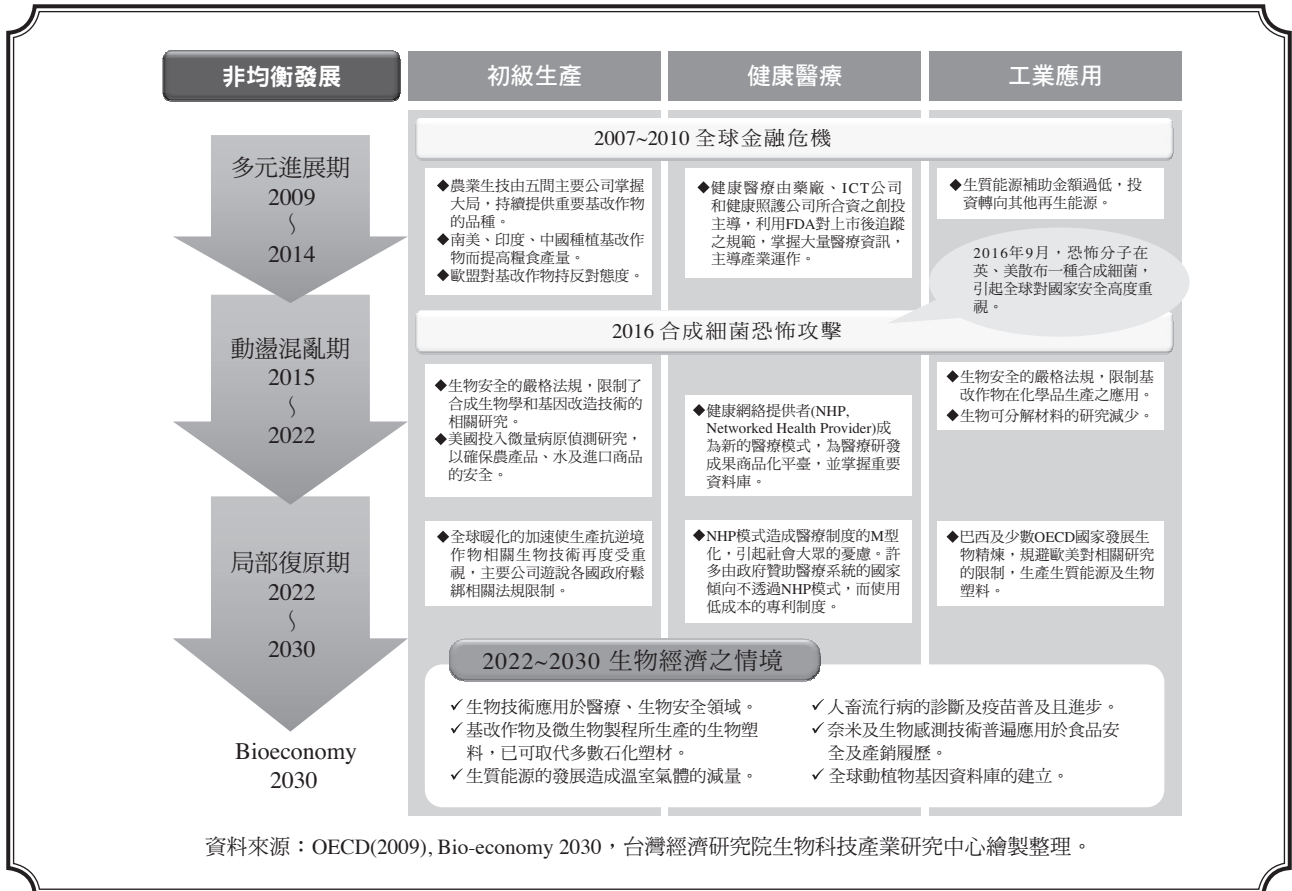 非均衡發展
初級生產
健康醫療
工業應用
2007~2010 全球金融危機
多元進展期
2009
~
2014
◆農業生技由五間主要公司掌握
大局,持續提供重要基改作物
的品種。
◆南美、印度、中國種植基改作
物而提高糧食產量。
◆歐盟對基改作物持反對態度。
◆健康醫療由藥廠、ICT公司
和健康照護公司所合資之創投
主導,利用FDA對上市後追蹤
之規範,掌握大量醫療資訊,
主導產業運作。
◆生質能源補助金額過低,投
資轉向其他再生能源。
2016年9月,恐怖分子在
英、美散布一種合成細菌,
引起全球對國家安全高度重
視。
2016 合成細菌恐怖攻擊
動盪混亂期
2015
~
2022
◆生物安全的嚴格法規,限制了
合成生物學和基因改造技術的
相關研究。
◆美國投入微量病原偵測研究,
以確保農產品、水及進口商品
的安全。
◆健康網絡提供者(NHP,
Networked Health Provider)成
為新的醫療模式,為醫療研發
成果商品化平臺,並掌握重要
資料庫。
◆生物安全的嚴格法規,限制基
改作物在化學品生產之應用。
◆生物可分解材料的研究減少。
局部復原期
2022
~
2030
◆全球暖化的加速使生產抗逆境
作物相關生物技術再度受重
視,主要公司遊說各國政府鬆
綁相關法規限制。
◆NHP模式造成醫療制度的M型
化,引起社會大眾的憂慮。許
多由政府贊助醫療系統的國家
傾向不透過NHP模式,而使用
低成本的專利制度。
◆巴西及少數OECD國家發展生
物精煉,規避歐美對相關研究
的限制,生產生質能源及生物
塑料。
2022~2030 生物經濟之情境
✓生物技術應用於醫療、生物安全領域。
✓基改作物及微生物製程所生產的生物塑
料,已可取代多數石化塑材。
✓生質能源的發展造成溫室氣體的減量。
✓人畜流行病的診斷及疫苗普及且進步。
✓奈米及生物感測技術普遍應用於食品安
全及產銷履歷。
✓全球動植物基因資料庫的建立。
Bioeconomy
2030
資料來源:OECD(2009), Bio-economy 2030,台灣經濟研究院生物科技產業研究中心繪製整理。